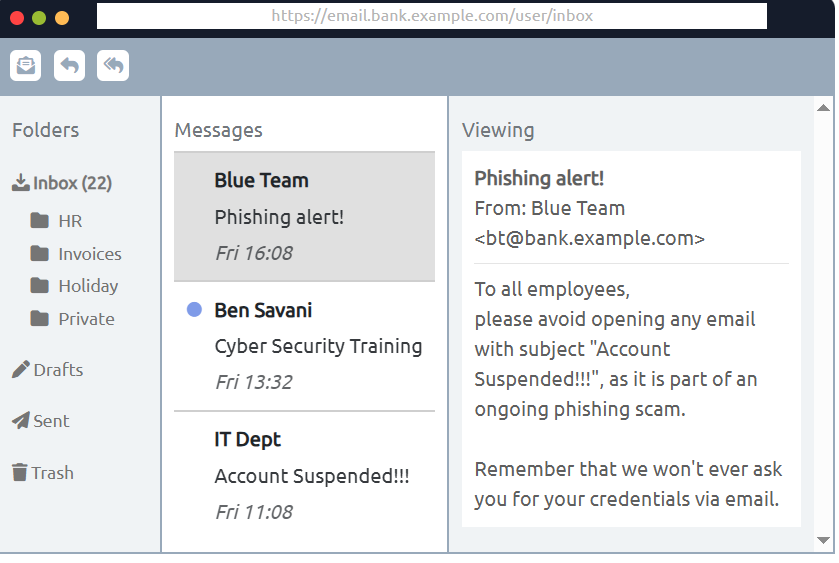 https://email.bank.example.com/user/inbox
Folders
Inbox (22)
HR
Invoices
Holiday
Private
Drafts
Sent
Trash
Messages
Blue Team
Phishing alert!
Fri 16:08
Ben Savani
Cyber Security Training
Fri 13:32
IT Dept
Account Suspended!!!
Fri 11:08
Viewing
Phishing alert!
From: Blue Team
<bt@bank.example.com>
To all employees,
please avoid opening any email
with subject "Account
Suspended!!!", as it is part of an
ongoing phishing scam.
Remember that we won't ever ask
you for your credentials via email.